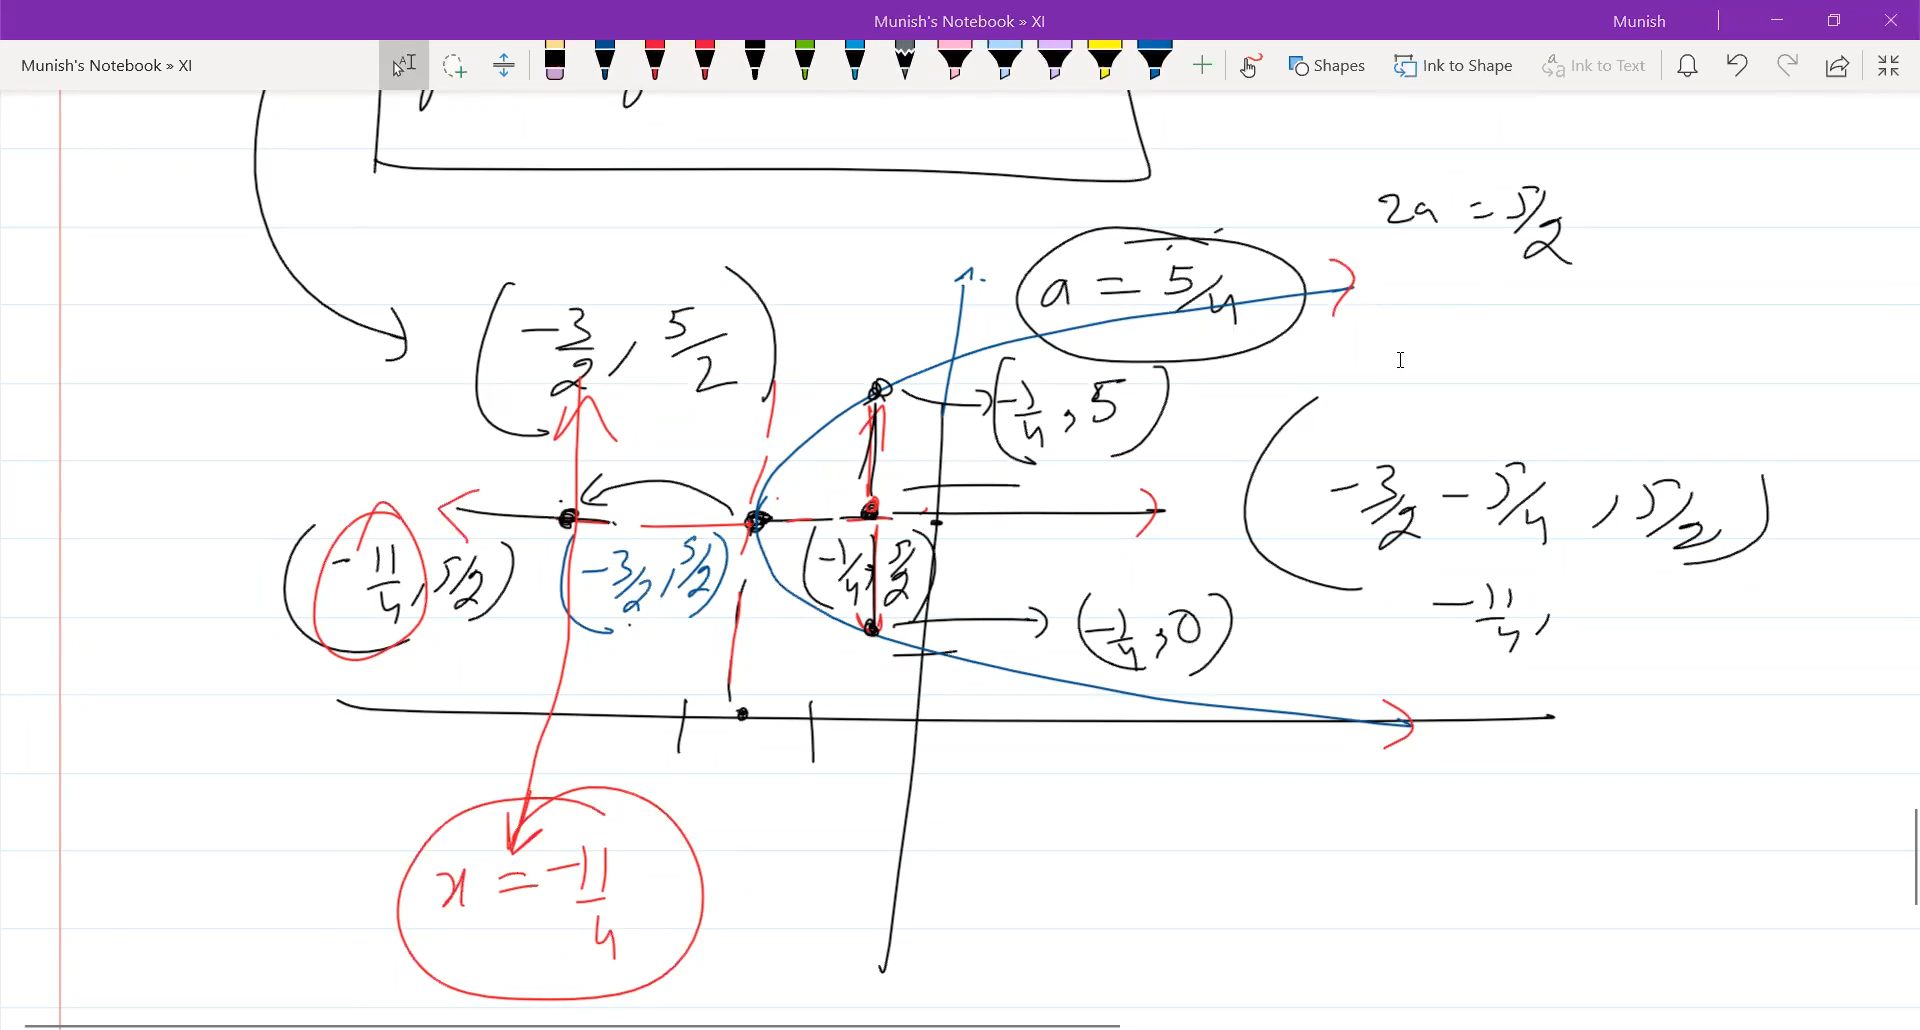 Munish's Notebook » XI
Munish
Munish's Notebook » XI
Shapes
Ink to Shape
Ink to Text
2a = 5/2
a = 5/4
(-3/2, 5/2)
(-1/4, 5)
(-3/2 - 5/4, 5/2)
(-11/4, 5/2)
(-3/2, 5/2)
(-1/4, 5/2)
-11/4,
(-1/4, 0)
x = -11/4